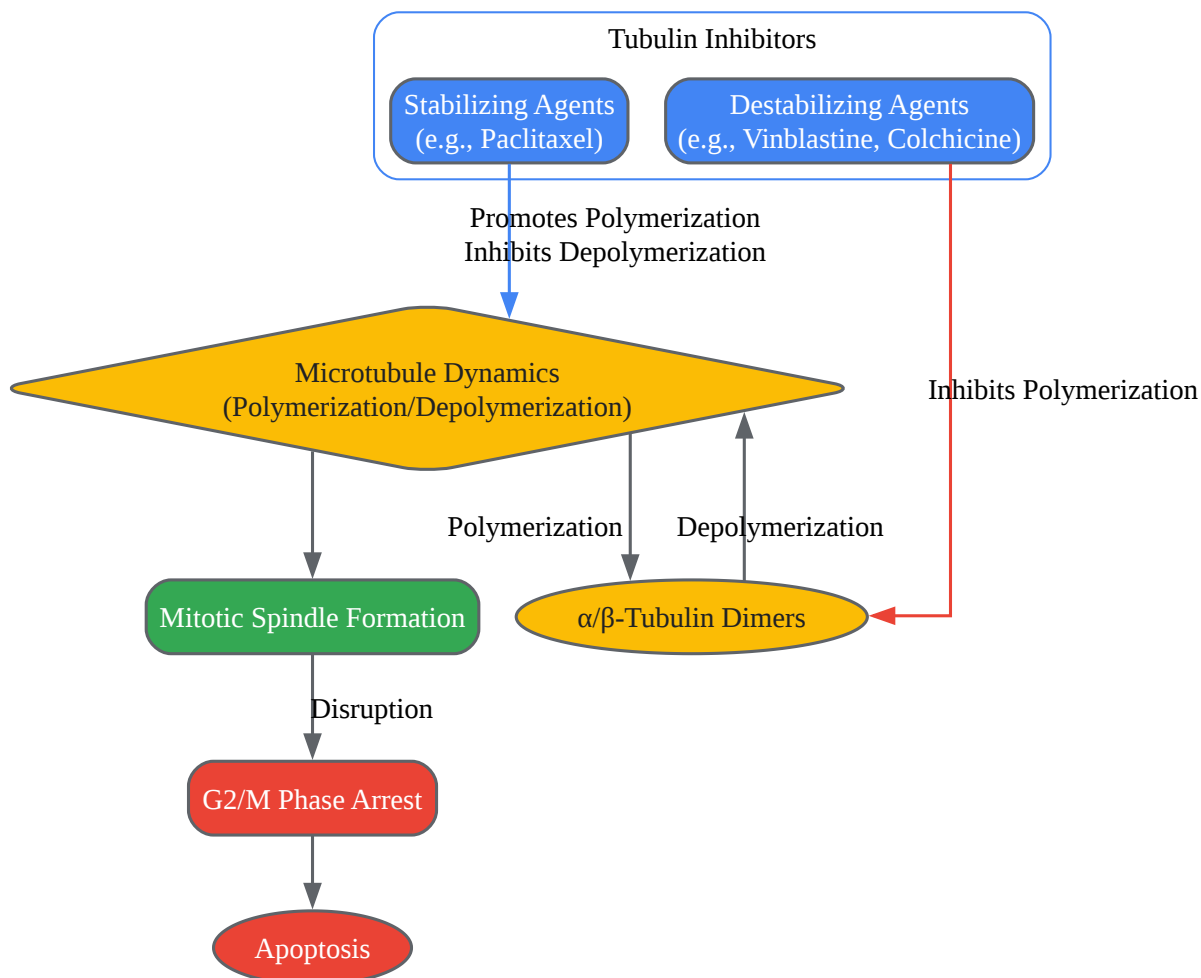 Tubulin Inhibitors
Stabilizing Agents
(e.g., Paclitaxel)
Destabilizing Agents
(e.g., Vinblastine, Colchicine)
Promotes Polymerization
Inhibits Depolymerization
Microtubule Dynamics
(Polymerization/Depolymerization)
Inhibits Polymerization
Polymerization
Depolymerization
Mitotic Spindle Formation
α/β-Tubulin Dimers
Disruption
G2/M Phase Arrest
Apoptosis